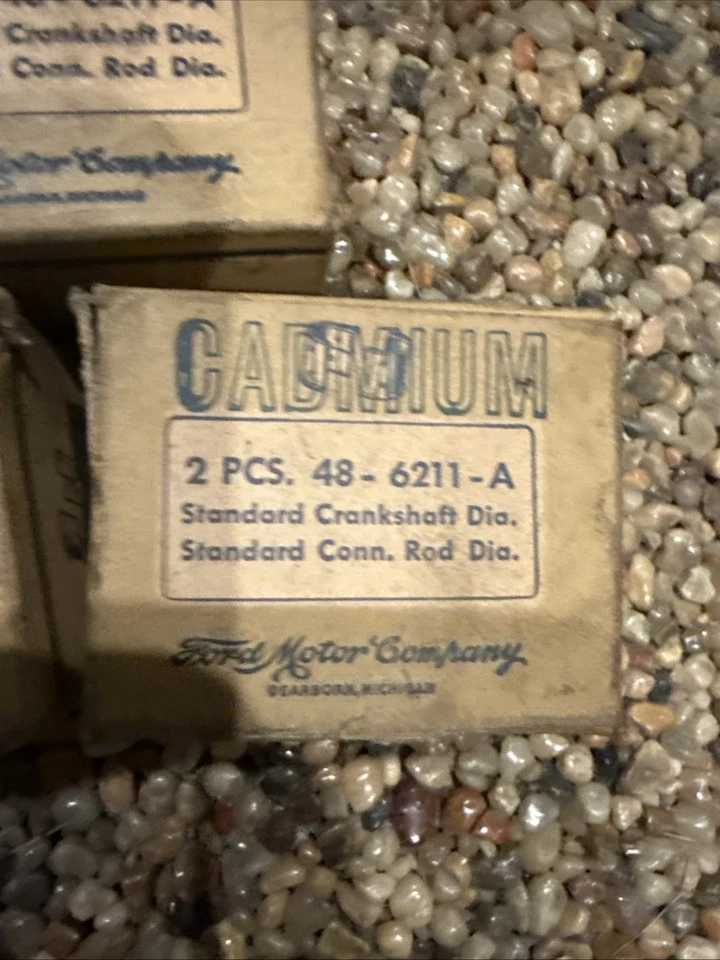 6211-A
Crankshaft Dia.
Conn. Rod Dia.
Motor Company
CADMIUM
2 PCS. 48-6211-A
Standard Crankshaft Dia.
Standard Conn. Rod Dia.
Ford Motor Company
DEARBORN, MICHIGAN